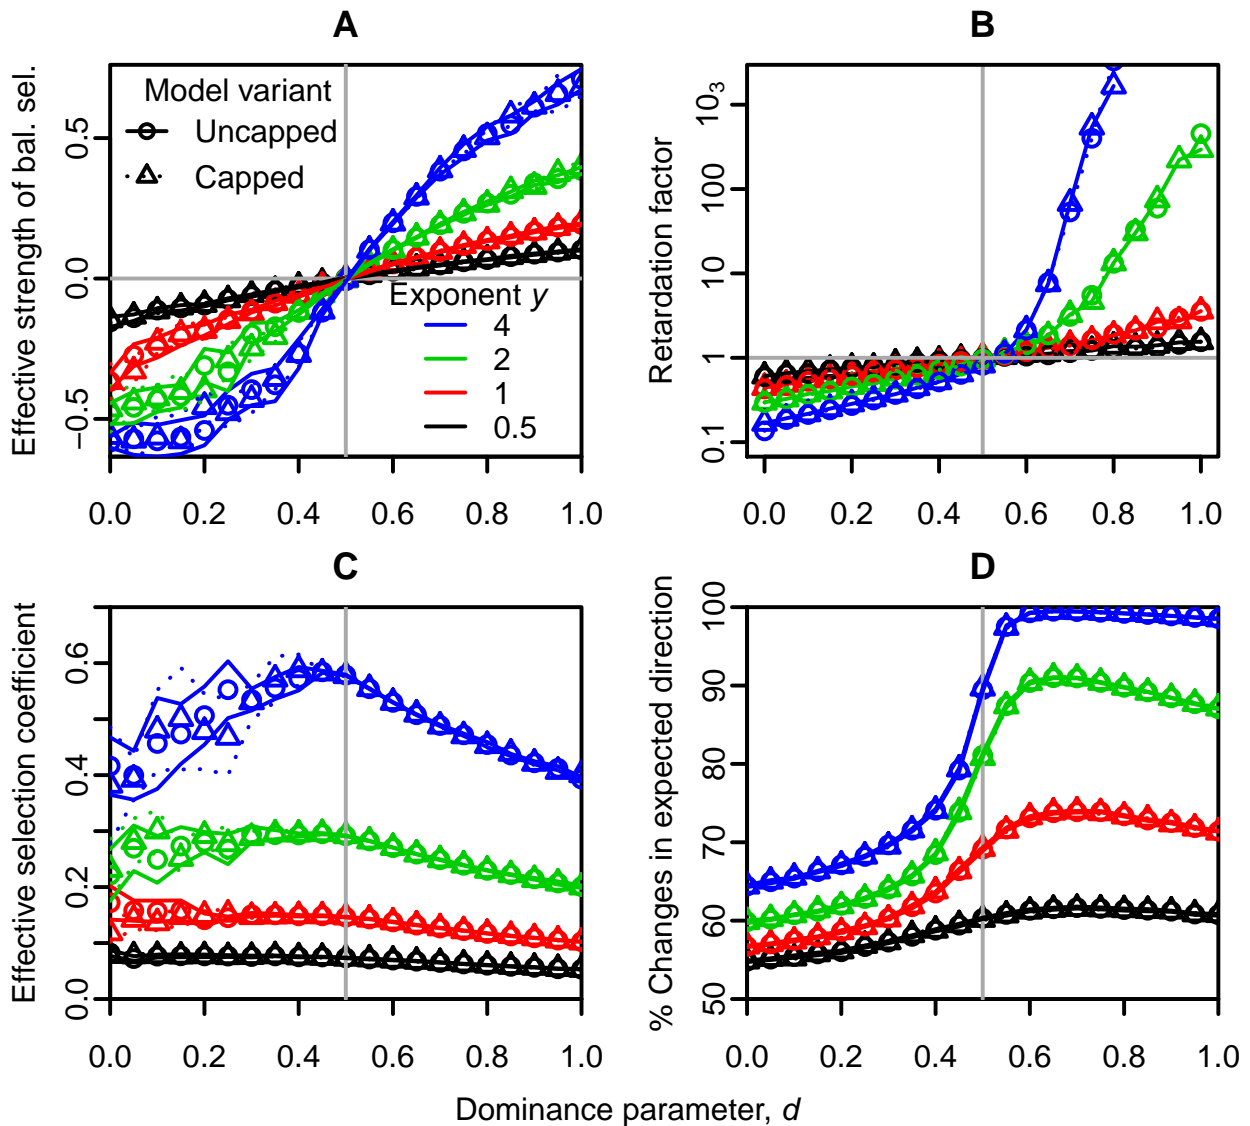 A
Effective strength of bal. sel.
0.5
0.0
−0.5
Model variant
Uncapped
Capped
Exponent y
4
2
1
0.5
0.0 0.2 0.4 0.6 0.8 1.0
B
Retardation factor
10³
100
10
1
0.1
0.0 0.2 0.4 0.6 0.8 1.0
C
Effective selection coefficient
0.6
0.4
0.2
0.0
0.0 0.2 0.4 0.6 0.8 1.0
D
% Changes in expected direction
100
90
80
70
60
50
0.0 0.2 0.4 0.6 0.8 1.0
Dominance parameter, d